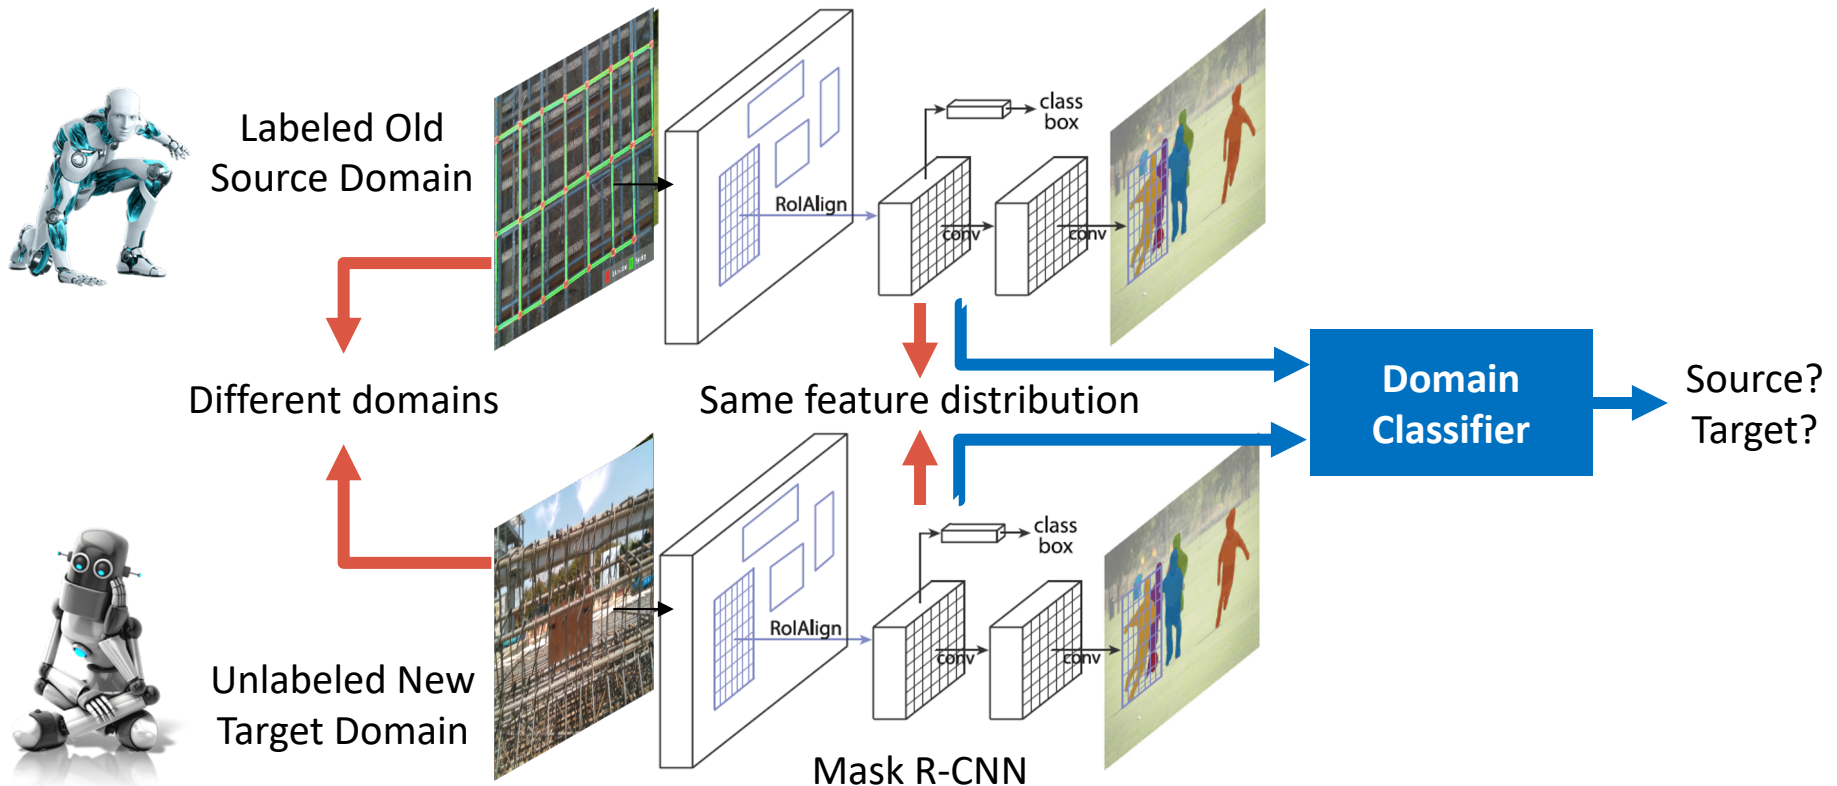 Labeled Old
Source Domain
class
box
RoIAlign
conv
conv
Different domains
Same feature distribution
Domain
Classifier
Source?
Target?
class
box
RoIAlign
conv
conv
Unlabeled New
Target Domain
Mask R-CNN